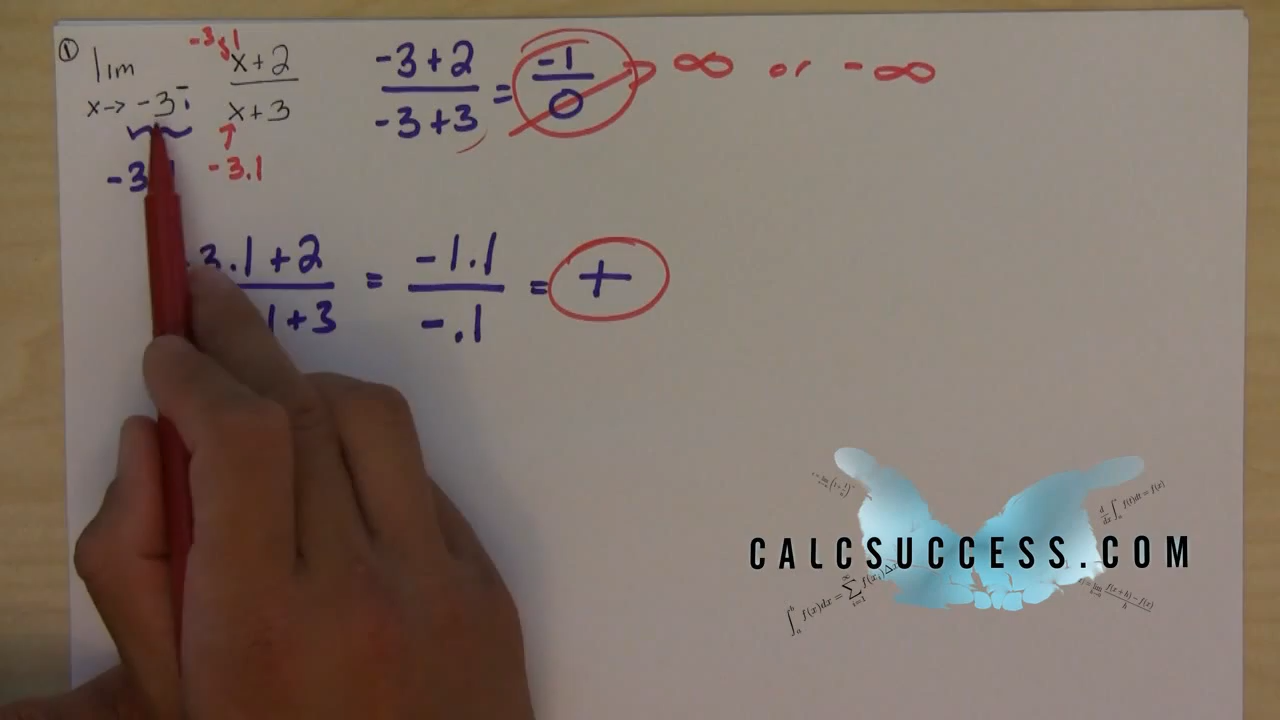 ①
lim x→ -3⁻ x+2 / x+3
-3.1
-3.1
-3+2 / -3+3 = -1 / 0 → ∞ or -∞
3.1+2 / 1+3 = -1.1 / -.1 = +
CALCSUCCESS.COM